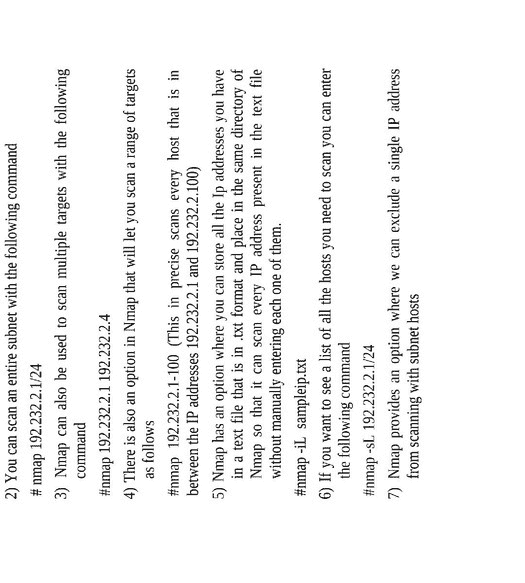 2) You can scan an entire subnet with the following command
# nmap 192.232.2.1/24
3) Nmap can also be used to scan multiple targets with the following
command
#nmap 192.232.2.1 192.232.2.4
4) There is also an option in Nmap that will let you scan a range of targets
as follows
#nmap 192.232.2.1-100 (This in precise scans every host that is in
between the IP addresses 192.232.2.1 and 192.232.2.100)
5) Nmap has an option where you can store all the Ip addresses you have
in a text file that is in .txt format and place in the same directory of
Nmap so that it can scan every IP address present in the text file
without manually entering each one of them.
#nmap -iL sampleip.txt
6) If you want to see a list of all the hosts you need to scan you can enter
the following command
#nmap -sL 192.232.2.1/24
7) Nmap provides an option where we can exclude a single IP address
from scanning with subnet hosts